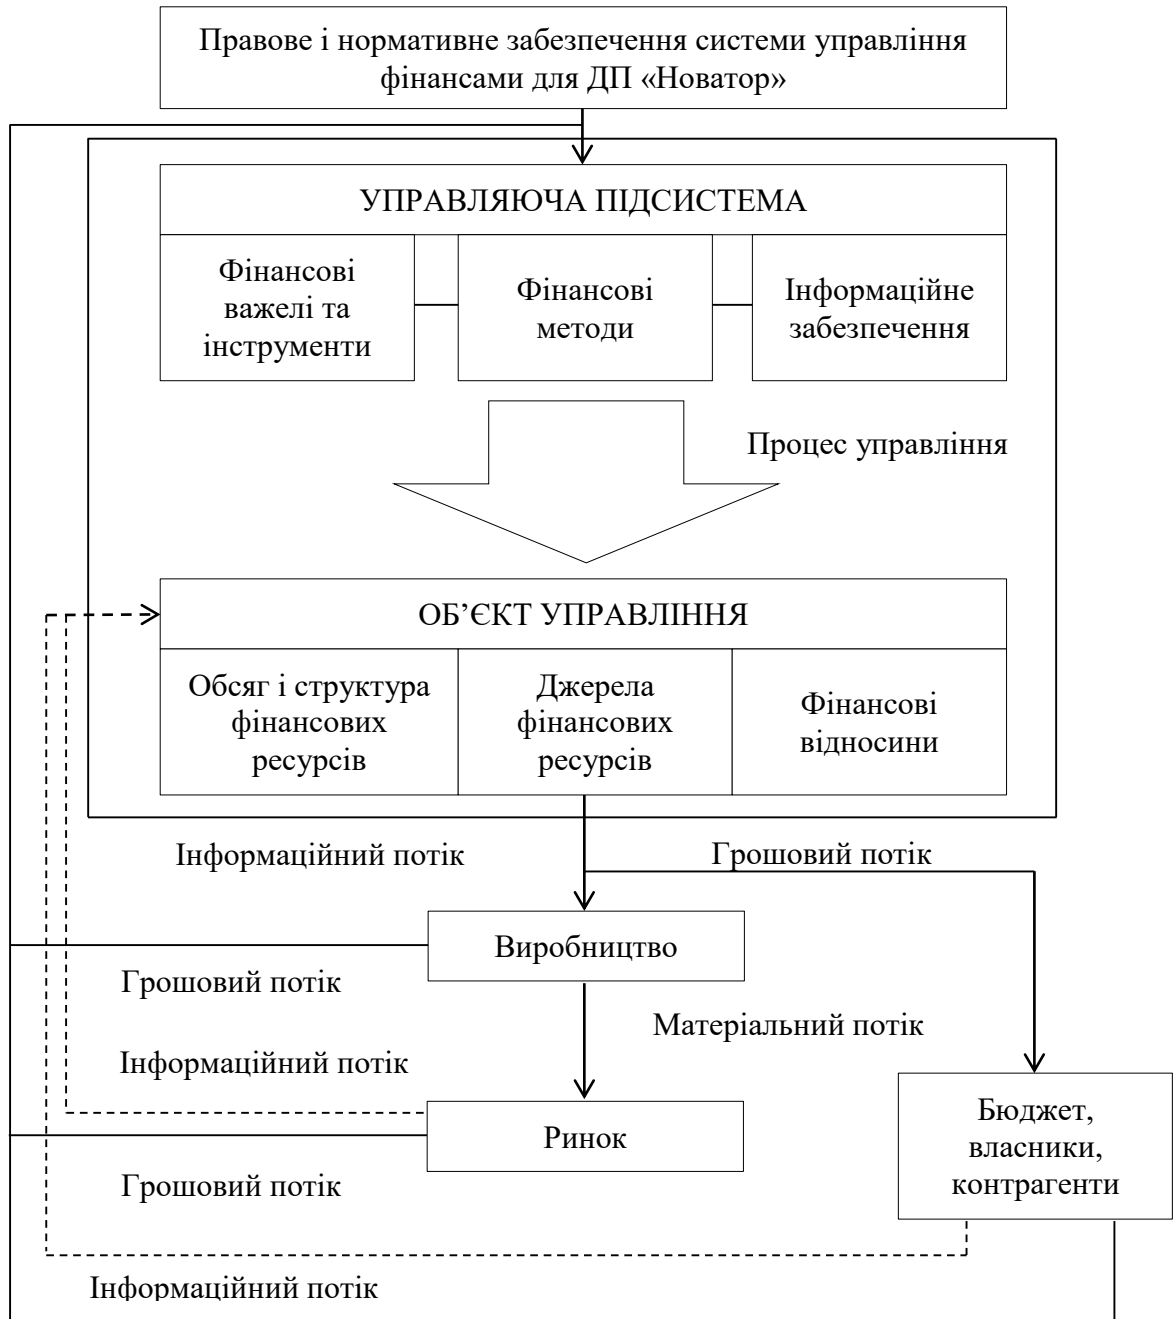 Правове і нормативне забезпечення системи управління
фінансами для ДП «Новатор»
УПРАВЛЯЮЧА ПІДСИСТЕМА
Фінансові
важелі та
інструменти
Фінансові
методи
Інформаційне
забезпечення
Процес управління
ОБ’ЄКТ УПРАВЛІННЯ
Обсяг і структура
фінансових
ресурсів
Джерела
фінансових
ресурсів
Фінансові
відносини
Інформаційний потік
Грошовий потік
Виробництво
Грошовий потік
Матеріальний потік
Інформаційний потік
Ринок
Бюджет,
власники,
контрагенти
Грошовий потік
Інформаційний потік